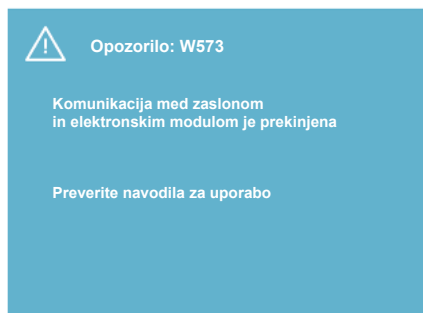 Opozorilo: W573
Komunikacija med zaslonom
in elektronskim modulom je prekinjena
Preverite navodila za uporabo